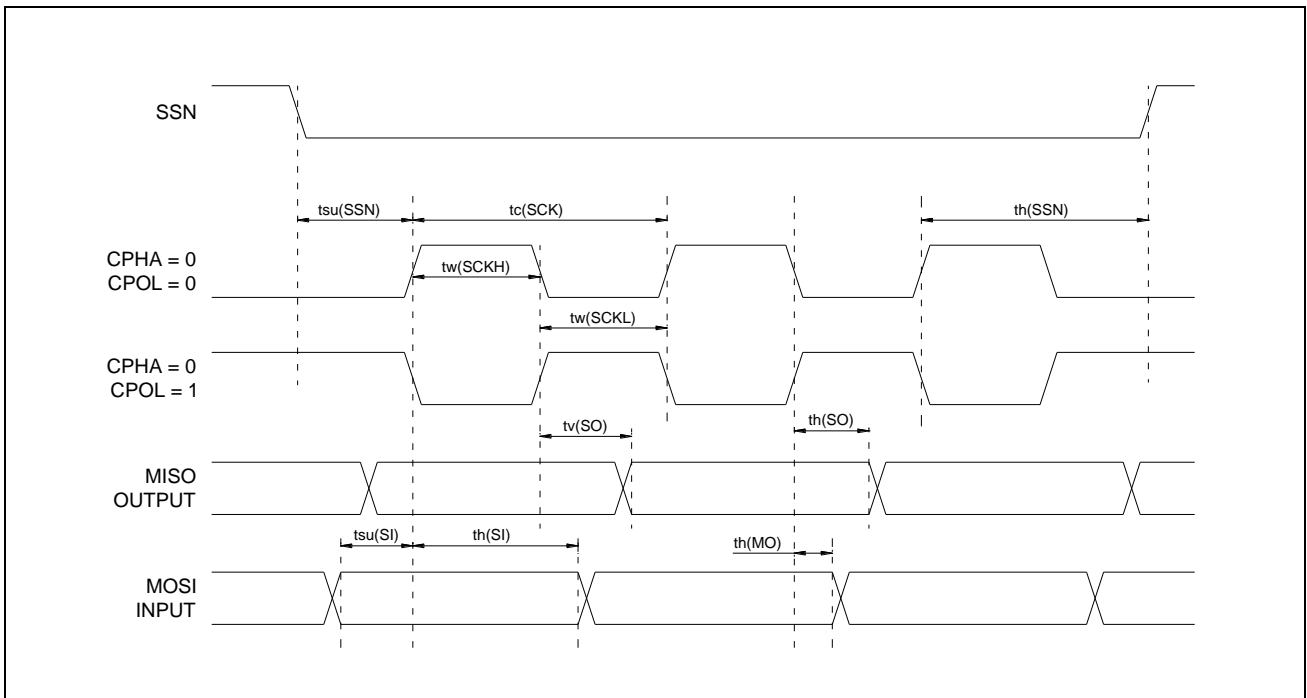 SSN
tsu(SSN)
tc(SCK)
th(SSN)
CPHA = 0
CPOL = 0
tw(SCKH)
tw(SCKL)
CPHA = 0
CPOL = 1
tv(SO)
th(SO)
MISO
OUTPUT
tsu(SI)
th(SI)
th(MO)
MOSI
INPUT